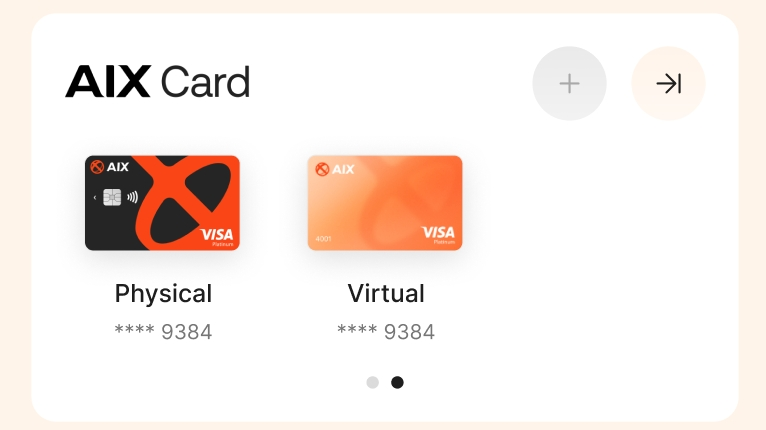 AIX Card
AIX
VISA
Platinum
AIX
4001
VISA
Platinum
Physical
Virtual
**** 9384
**** 9384